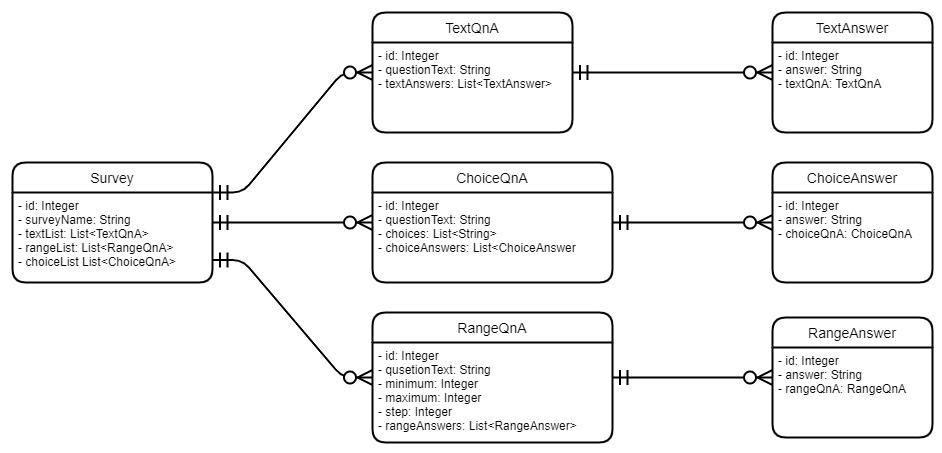 TextQnA
- id: Integer
- questionText: String
- textAnswers: List<TextAnswer>
TextAnswer
- id: Integer
- answer: String
- textQnA: TextQnA
Survey
- id: Integer
- surveyName: String
- textList: List<TextQnA>
- rangeList: List<RangeQnA>
- choiceList List<ChoiceQnA>
ChoiceQnA
- id: Integer
- questionText: String
- choices: List<String>
- choiceAnswers: List<ChoiceAnswer
ChoiceAnswer
- id: Integer
- answer: String
- choiceQnA: ChoiceQnA
RangeQnA
- id: Integer
- qusetionText: String
- minimum: Integer
- maximum: Integer
- step: Integer
- rangeAnswers: List<RangeAnswer>
RangeAnswer
- id: Integer
- answer: String
- rangeQnA: RangeQnA